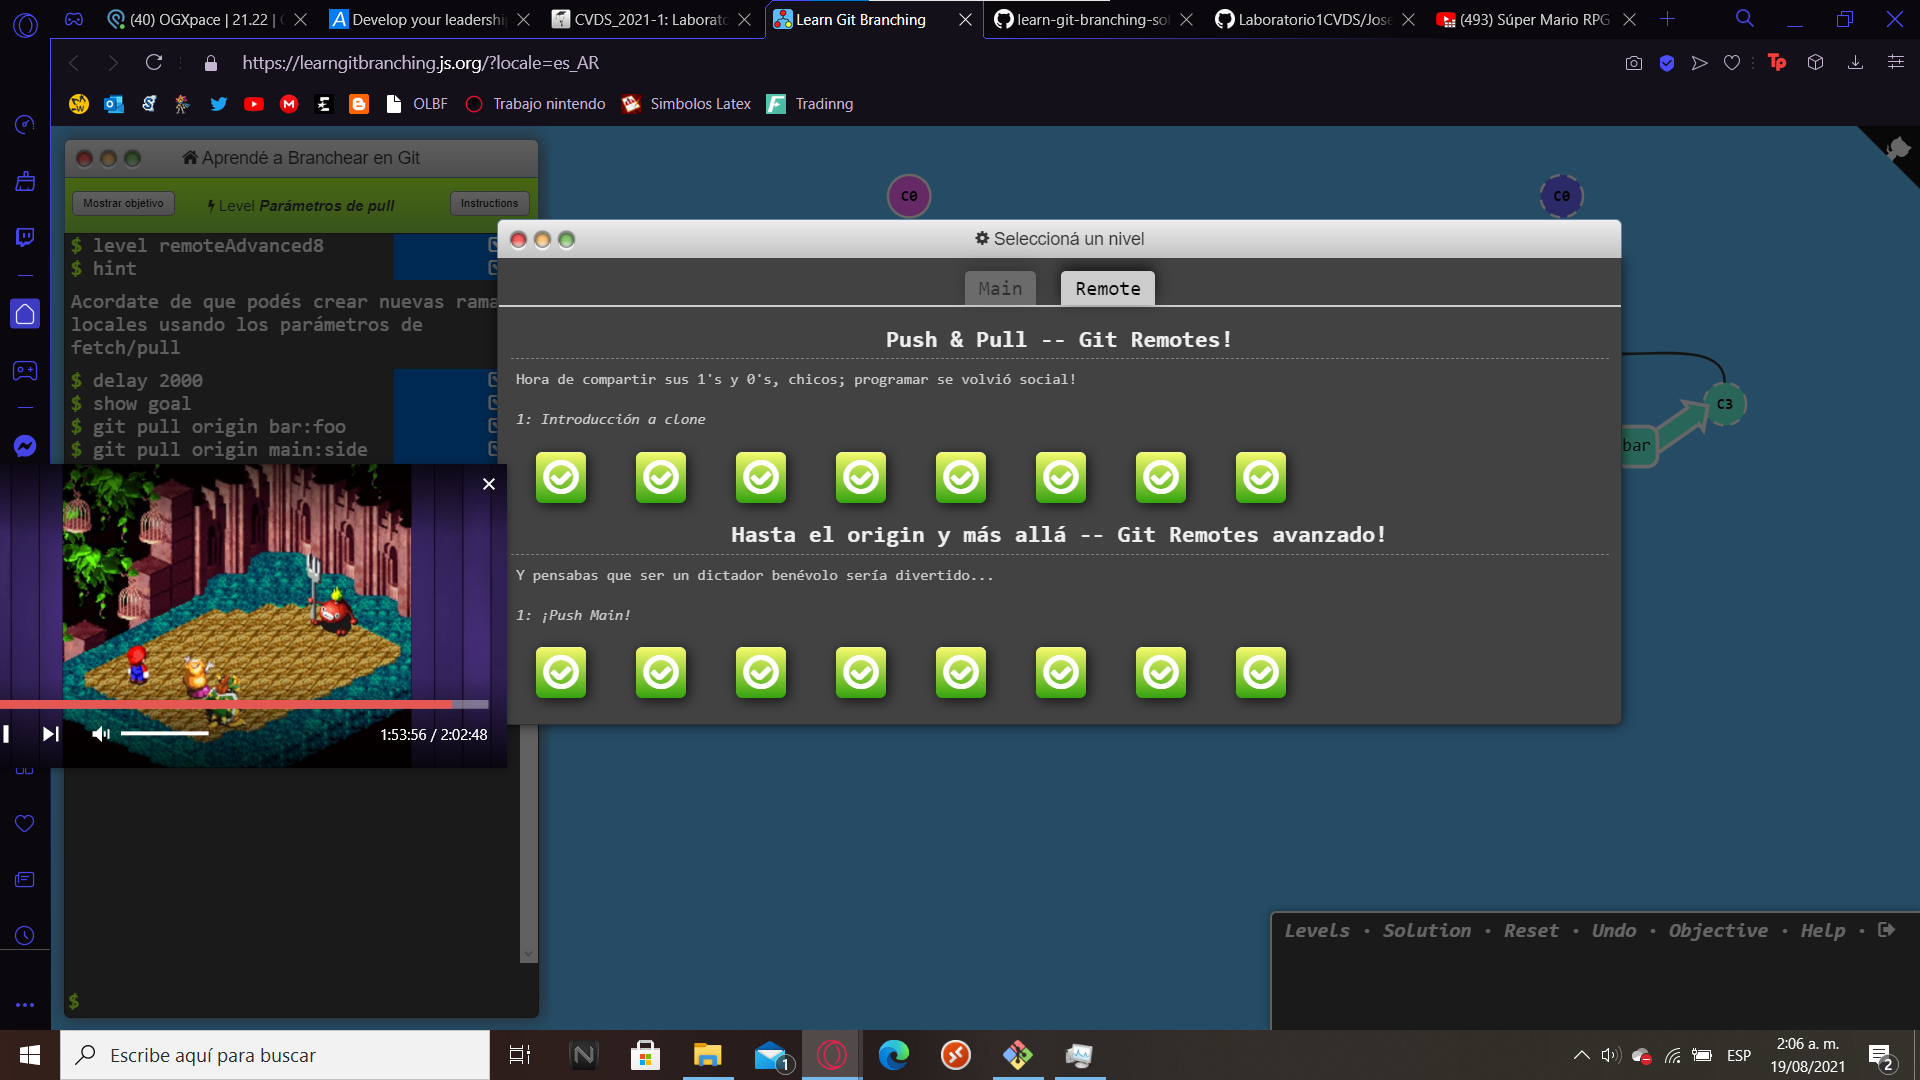 (40) OGXpace | 21.22 |
Develop your leadershi
CVDS_2021-1: Laborato
Learn Git Branching
learn-git-branching-sol
Laboratorio1CVDS/Jose
(493) Súper Mario RPG
https://learngitbranching.js.org/?locale=es_AR
OLBF
Trabajo nintendo
Simbolos Latex
Tradinng
Aprendé a Branchear en Git
Mostrar objetivo
Level Parámetros de pull
Instructions
$ level remoteAdvanced8
$ hint
Acordate de que podés crear nuevas rama
locales usando los parámetros de
fetch/pull
$ delay 2000
$ show goal
$ git pull origin bar:foo
$ git pull origin main:side
C0
C0
C3
bar
Seleccioná un nivel
Main
Remote
Push & Pull -- Git Remotes!
Hora de compartir sus 1's y 0's, chicos; programar se volvió social!
1: Introducción a clone
Hasta el origin y más allá -- Git Remotes avanzado!
Y pensabas que ser un dictador benévolo sería divertido...
1: ¡Push Main!
1:53:56 / 2:02:48
$
Levels • Solution • Reset • Undo • Objective • Help •
Escribe aquí para buscar
1
ESP
2:06 a. m.
19/08/2021
2